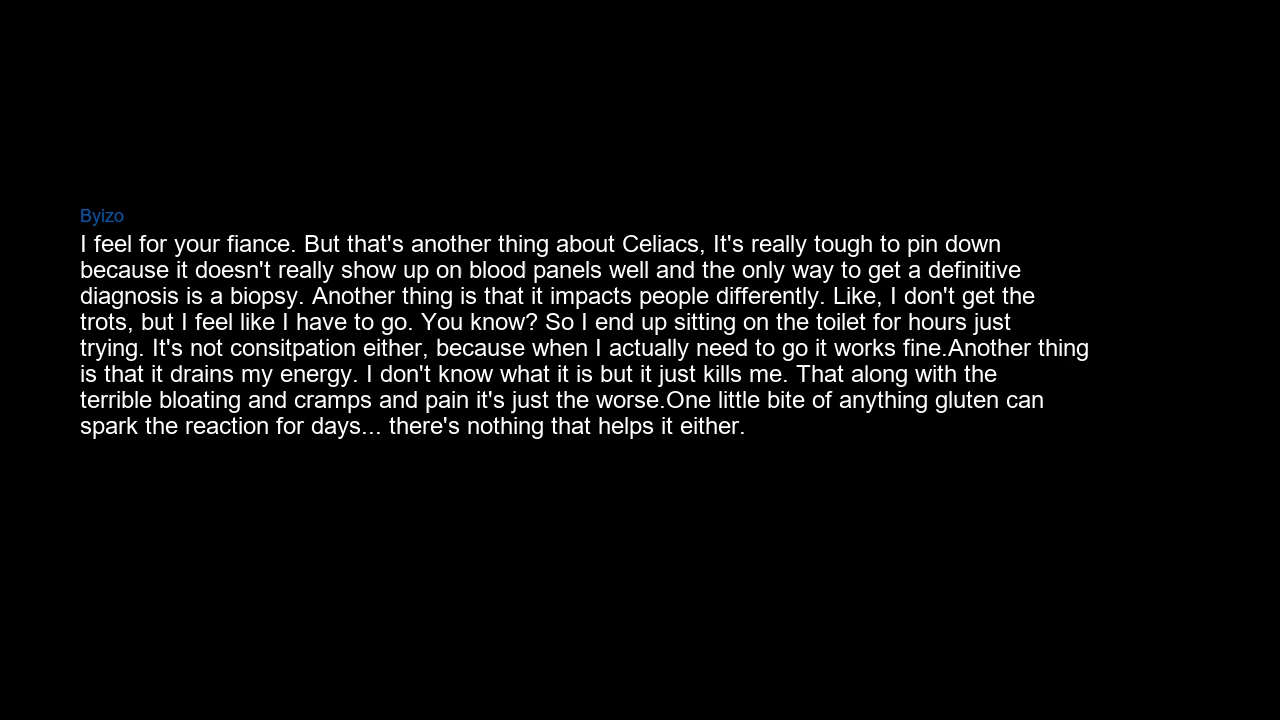 Byizo
I feel for your fiance. But that's another thing about Celiacs, It's really tough to pin down
because it doesn't really show up on blood panels well and the only way to get a definitive
diagnosis is a biopsy. Another thing is that it impacts people differently. Like, I don't get the
trots, but I feel like I have to go. You know? So I end up sitting on the toilet for hours just
trying. It's not consitpation either, because when I actually need to go it works fine.Another thing
is that it drains my energy. I don't know what it is but it just kills me. That along with the
terrible bloating and cramps and pain it's just the worse.One little bite of anything gluten can
spark the reaction for days... there's nothing that helps it either.